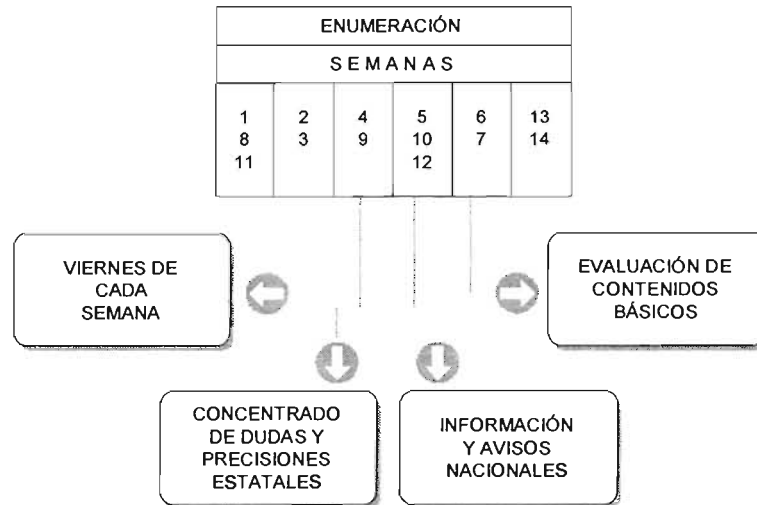 ENUMERACIÓN
S E M A N A S
1 2 4 5 6 13
8 3 9 10 7 14
11 12
VIERNES DE
CADA
SEMANA
EVALUACIÓN DE
CONTENIDOS
BÁSICOS
CONCENTRADO
DE DUDAS Y
PRECISIONES
ESTATALES
INFORMACIÓN
Y AVISOS
NACIONALES